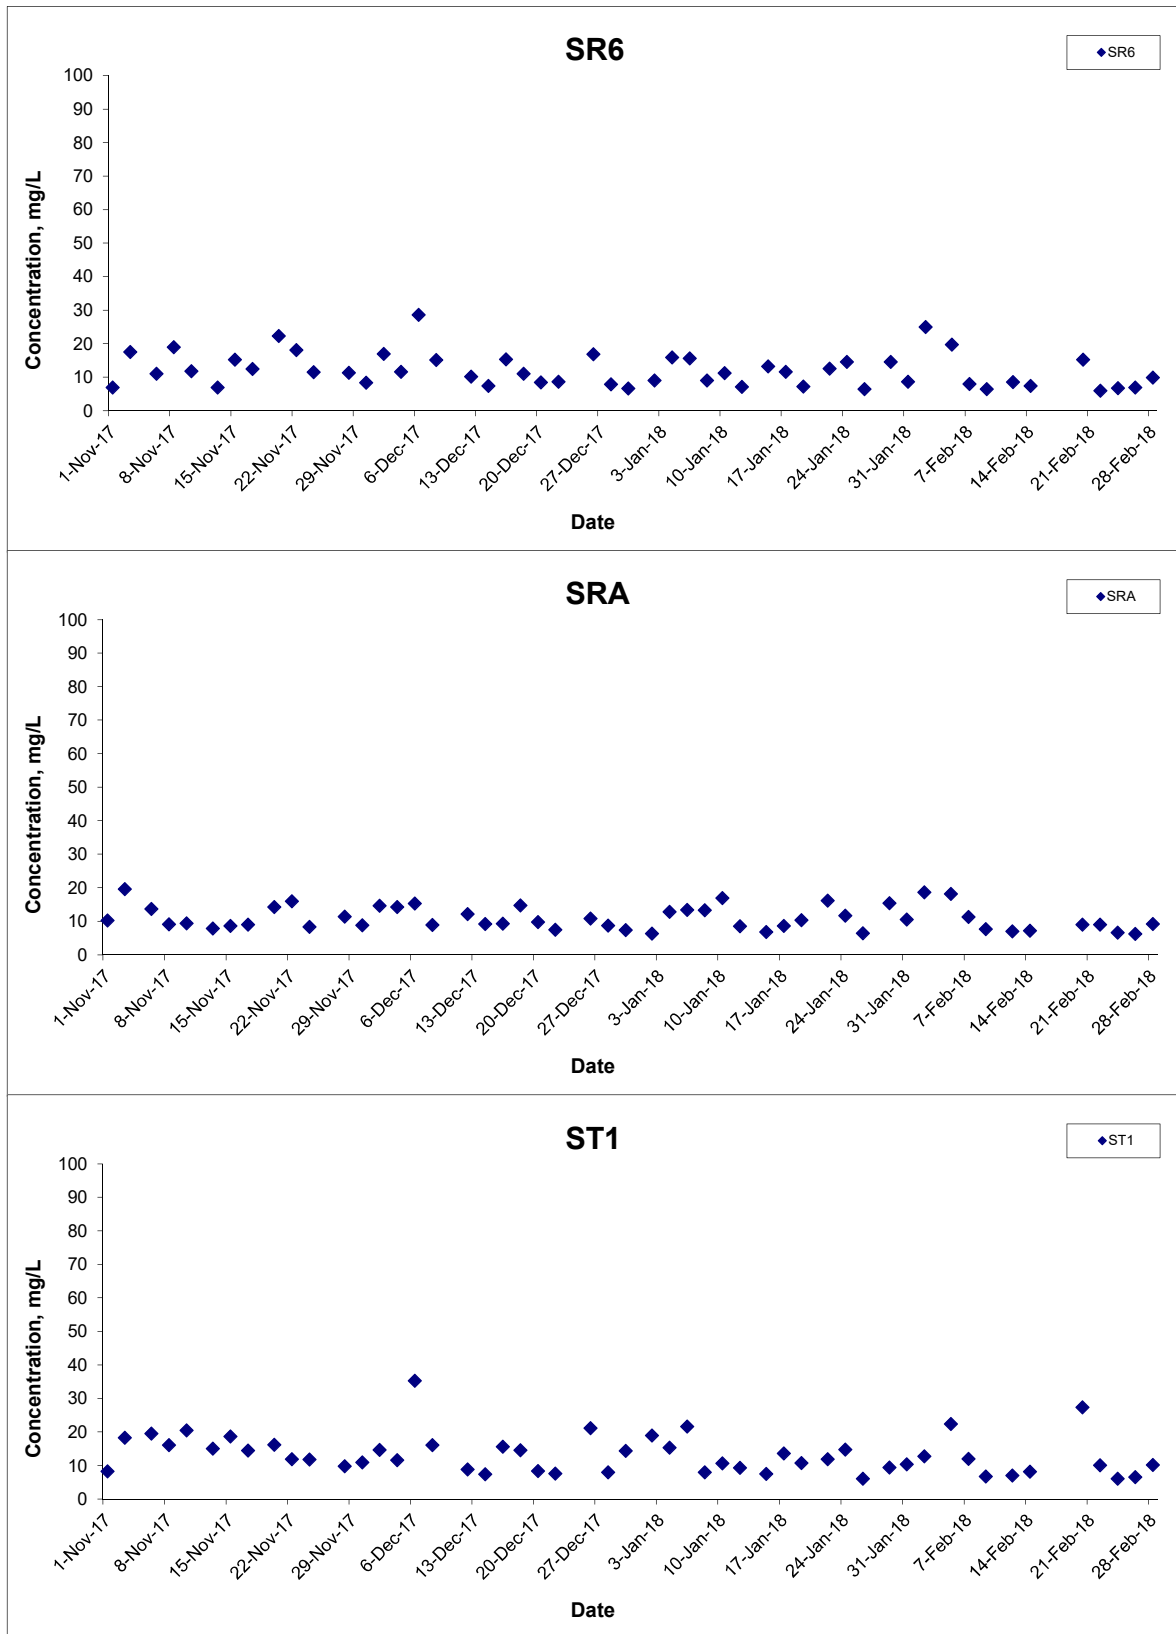 SR6
SR6
Concentration, mg/L
100
90
80
70
60
50
40
30
20
10
0
1-Nov-17
8-Nov-17
15-Nov-17
22-Nov-17
29-Nov-17
6-Dec-17
13-Dec-17
20-Dec-17
27-Dec-17
3-Jan-18
10-Jan-18
17-Jan-18
24-Jan-18
31-Jan-18
7-Feb-18
14-Feb-18
21-Feb-18
28-Feb-18
Date
SRA
SRA
Concentration, mg/L
100
90
80
70
60
50
40
30
20
10
0
1-Nov-17
8-Nov-17
15-Nov-17
22-Nov-17
29-Nov-17
6-Dec-17
13-Dec-17
20-Dec-17
27-Dec-17
3-Jan-18
10-Jan-18
17-Jan-18
24-Jan-18
31-Jan-18
7-Feb-18
14-Feb-18
21-Feb-18
28-Feb-18
Date
ST1
ST1
Concentration, mg/L
100
90
80
70
60
50
40
30
20
10
0
1-Nov-17
8-Nov-17
15-Nov-17
22-Nov-17
29-Nov-17
6-Dec-17
13-Dec-17
20-Dec-17
27-Dec-17
3-Jan-18
10-Jan-18
17-Jan-18
24-Jan-18
31-Jan-18
7-Feb-18
14-Feb-18
21-Feb-18
28-Feb-18
Date